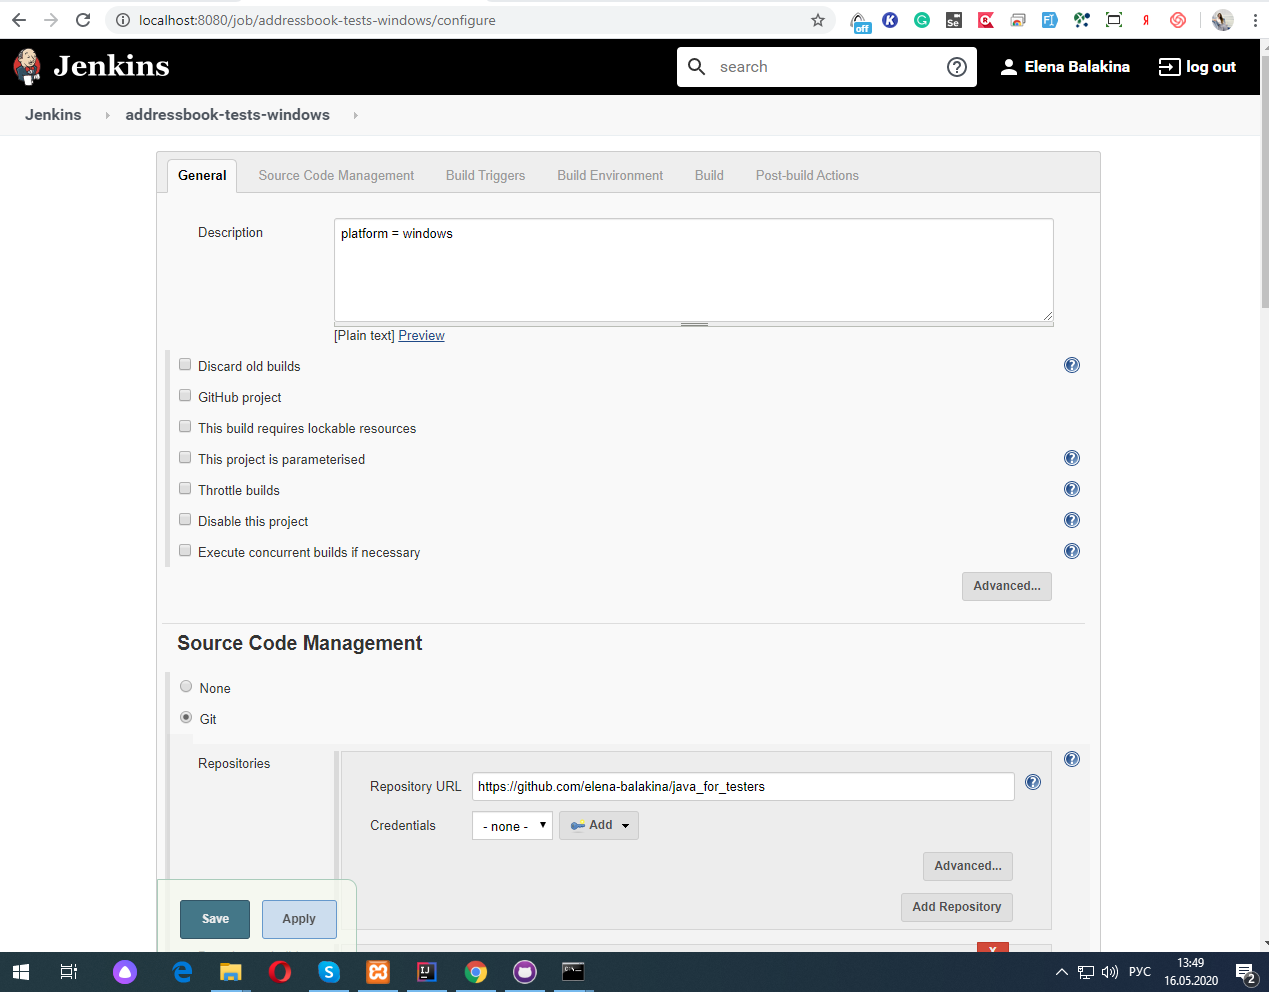 localhost:8080/job/addressbook-tests-windows/configure
off
Jenkins
search
Elena Balakina
log out
Jenkins
addressbook-tests-windows
General
Source Code Management
Build Triggers
Build Environment
Build
Post-build Actions
Description
platform = windows
[Plain text] Preview
Discard old builds
GitHub project
This build requires lockable resources
This project is parameterised
Throttle builds
Disable this project
Execute concurrent builds if necessary
Advanced...
Source Code Management
None
Git
Repositories
Repository URL
https://github.com/elena-balakina/java_for_testers
Credentials
- none -
Add
Advanced...
Add Repository
Save
Apply
X
РУС
13:49
16.05.2020
2